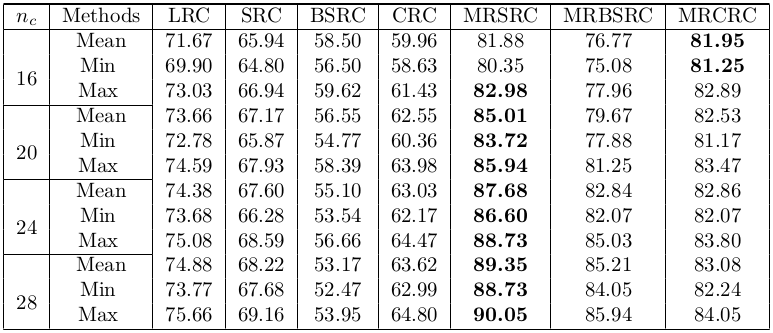 n_c Methods LRC SRC BSRC CRC MRSRC MRBSRC MRCRC
16 Mean 71.67 65.94 58.50 59.96 81.88 76.77 81.95
Min 69.90 64.80 56.50 58.63 80.35 75.08 81.25
Max 73.03 66.94 59.62 61.43 82.98 77.96 82.89
20 Mean 73.66 67.17 56.55 62.55 85.01 79.67 82.53
Min 72.78 65.87 54.77 60.36 83.72 77.88 81.17
Max 74.59 67.93 58.39 63.98 85.94 81.25 83.47
24 Mean 74.38 67.60 55.10 63.03 87.68 82.84 82.86
Min 73.68 66.28 53.54 62.17 86.60 82.07 82.07
Max 75.08 68.59 56.66 64.47 88.73 85.03 83.80
28 Mean 74.88 68.22 53.17 63.62 89.35 85.21 83.08
Min 73.77 67.68 52.47 62.99 88.73 84.05 82.24
Max 75.66 69.16 53.95 64.80 90.05 85.94 84.05